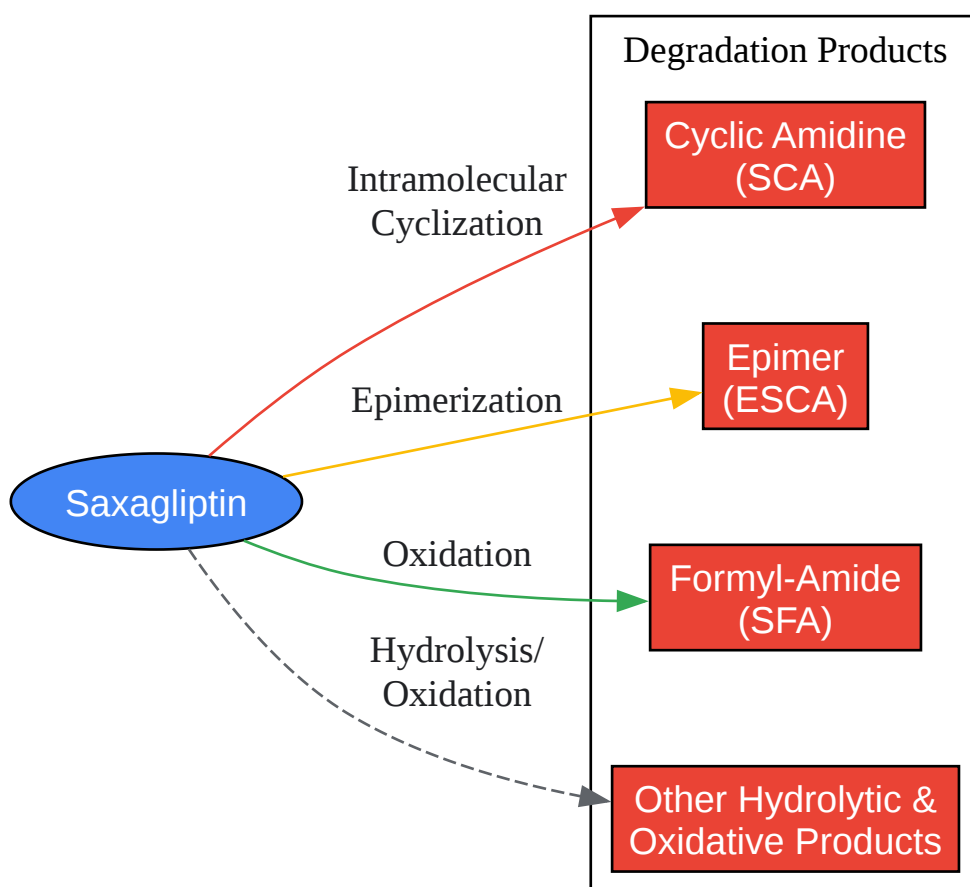 Degradation Products
Cyclic Amidine
(SCA)
Intramolecular
Cyclization
Epimer
(ESCA)
Epimerization
Saxagliptin
Oxidation
Formyl-Amide
(SFA)
Hydrolysis/
Oxidation
Other Hydrolytic &
Oxidative Products